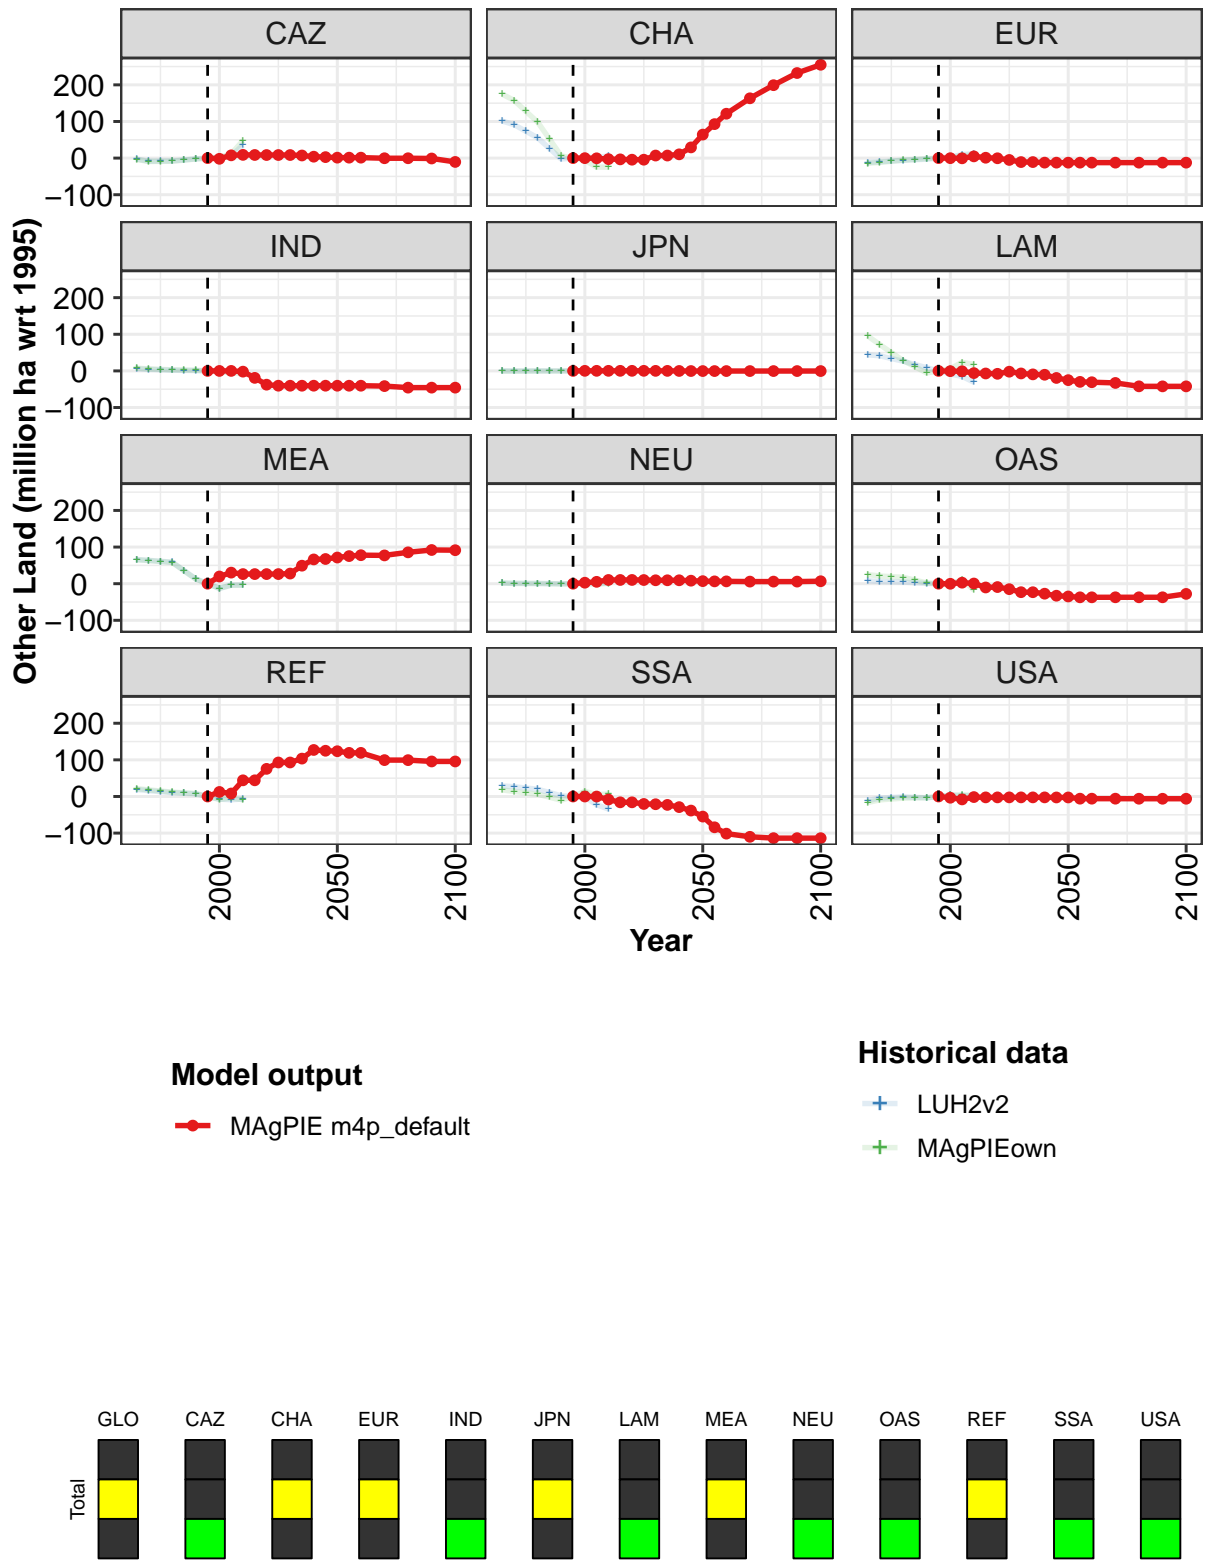 CAZ CHA EUR
200
100
0
−100
IND JPN LAM
200
100
0
−100
MEA NEU OAS
200
100
0
−100
REF SSA USA
200
100
0
−100
2000 2050 2100 2000 2050 2100 2000 2050 2100
Year
Other Land (million ha wrt 1995)
Model output
MAgPIE m4p_default
Historical data
LUH2v2
MAgPIEown
GLO CAZ CHA EUR IND JPN LAM MEA NEU OAS REF SSA USA
Total